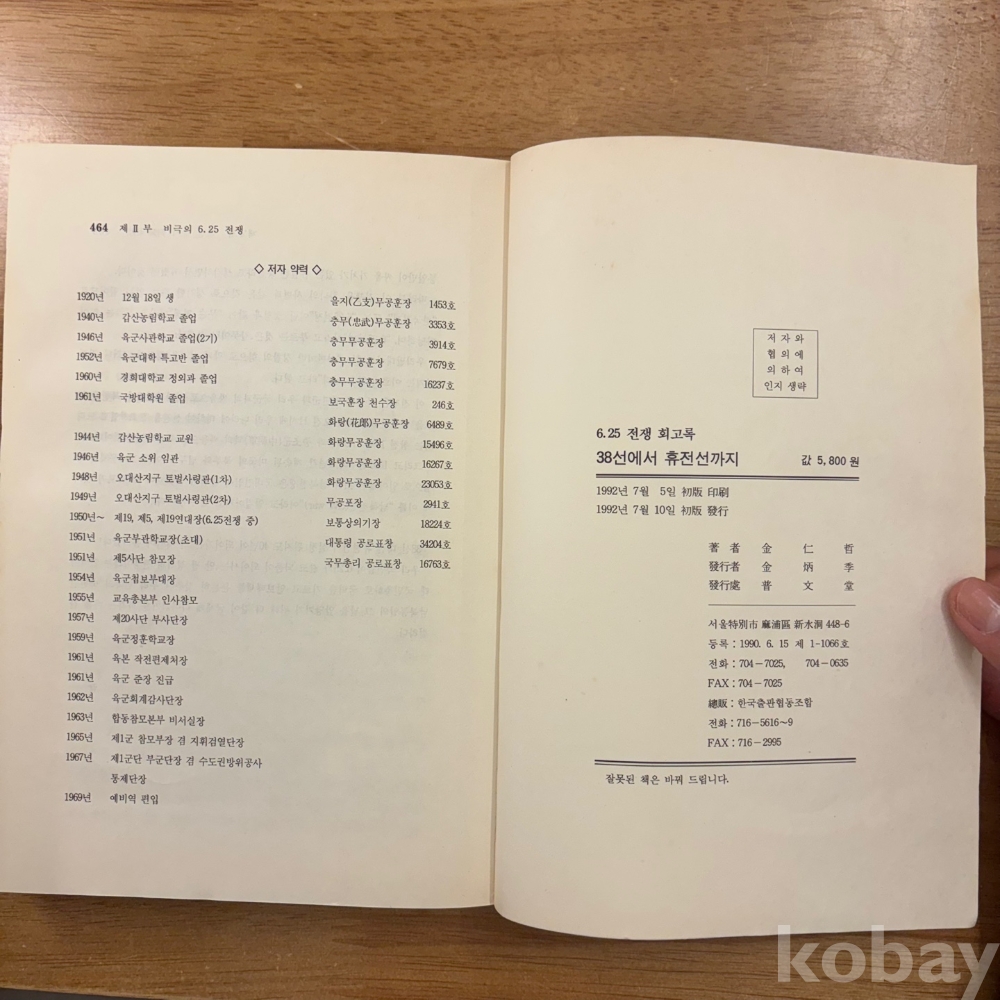 464 제Ⅱ부 비극의 6.25 전쟁
◇ 저자 약력 ◇
1920년 12월 18일 생
1940년 갑산농림학교 졸업
1946년 육군사관학교 졸업(2기)
1952년 육군대학 특고반 졸업
1960년 경희대학교 정외과 졸업
1961년 국방대학원 졸업
1944년 갑산농림학교 교원
1946년 육군 소위 임관
1948년 오대산지구 토벌사령관(1차)
1949년 오대산지구 토벌사령관(2차)
1950년~ 제19, 제5, 제19연대장(6.25전쟁 중)
1951년 육군부관학교장(초대)
1951년 제5사단 참모장
1954년 육군첩보부대장
1955년 교육총본부 인사참모
1957년 제20사단 부사단장
1959년 육군정훈학교장
1961년 육본 작전편제처장
1961년 육군 준장 진급
1962년 육군회계감사단장
1963년 합동참모본부 비서실장
1965년 제1군 참모부장 겸 지휘검열단장
1967년 제1군단 부군단장 겸 수도권방위공사
통제단장
1969년 예비역 편입
을지(乙支)무공훈장 1453호
충무(忠武)무공훈장 3353호
충무무공훈장 3914호
충무무공훈장 7679호
충무무공훈장 16237호
보국훈장 천수장 246호
화랑(花郎)무공훈장 6489호
화랑무공훈장 15496호
화랑무공훈장 16267호
화랑무공훈장 23053호
무공포장 2941호
보통상의기장 18224호
대통령 공로표창 34204호
국무총리 공로표창 16763호
저자와
협의에
의하여
인지 생략
6.25 전쟁 회고록
38선에서 휴전선까지 값 5,800원
1992년 7월 5일 初版 印刷
1992년 7월 10일 初版 發行
著者 金仁哲
發行者 金炳季
發行處 普文堂
서울特別市 麻浦區 新水洞 448-6
등록 : 1990. 6. 15 제 1-1066호
전화 : 704-7025, 704-0635
FAX : 704-7025
總販 : 한국출판협동조합
전화 : 716-5616~9
FAX : 716-2995
잘못된 책은 바꿔 드립니다.
kobay